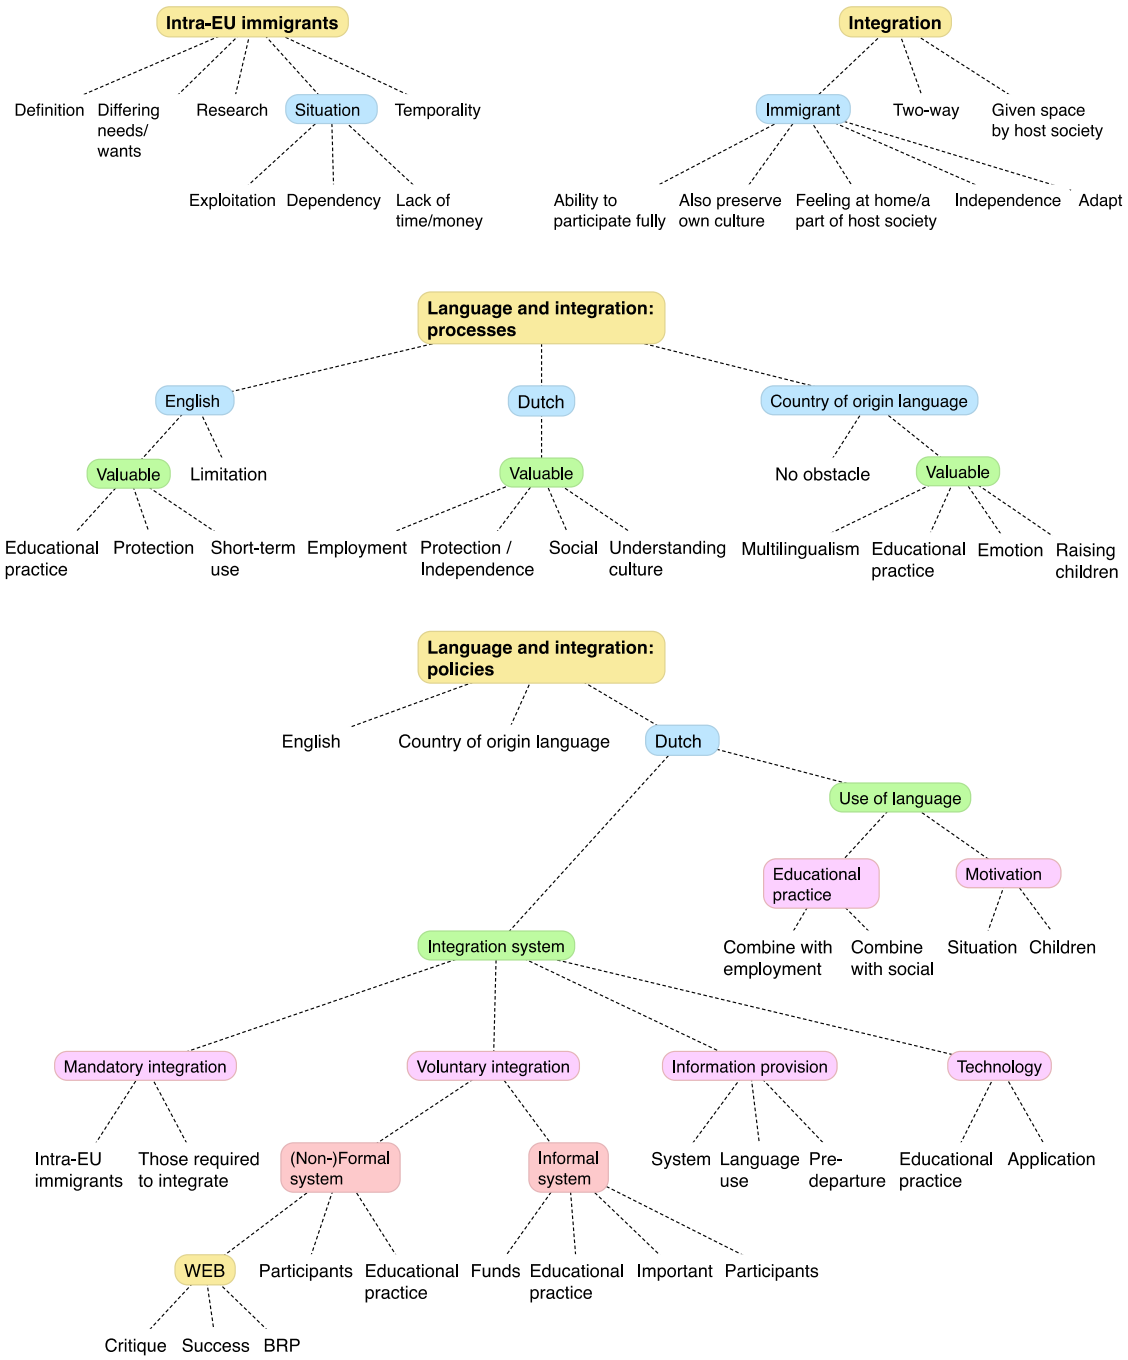 Intra-EU immigrants
Integration
Definition
Differing
needs/
wants
Research
Situation
Temporality
Immigrant
Two-way
Given space
by host society
Exploitation
Dependency
Lack of
time/money
Ability to
participate fully
Also preserve
own culture
Feeling at home/a
part of host society
Independence
Adapt
Language and integration:
processes
English
Dutch
Country of origin language
Valuable
Limitation
Valuable
No obstacle
Valuable
Educational
practice
Protection
Short-term
use
Employment
Protection /
Independence
Social
Understanding
culture
Multilingualism
Educational
practice
Emotion
Raising
children
Language and integration:
policies
English
Country of origin language
Dutch
Use of language
Educational
practice
Motivation
Combine with
employment
Combine
with social
Situation
Children
Integration system
Mandatory integration
Voluntary integration
Information provision
Technology
Intra-EU
immigrants
Those required
to integrate
(Non-)Formal
system
Informal
system
System
Language
use
Pre-
departure
Educational
practice
Application
WEB
Participants
Educational
practice
Funds
Educational
practice
Important
Participants
Critique
Success
BRP